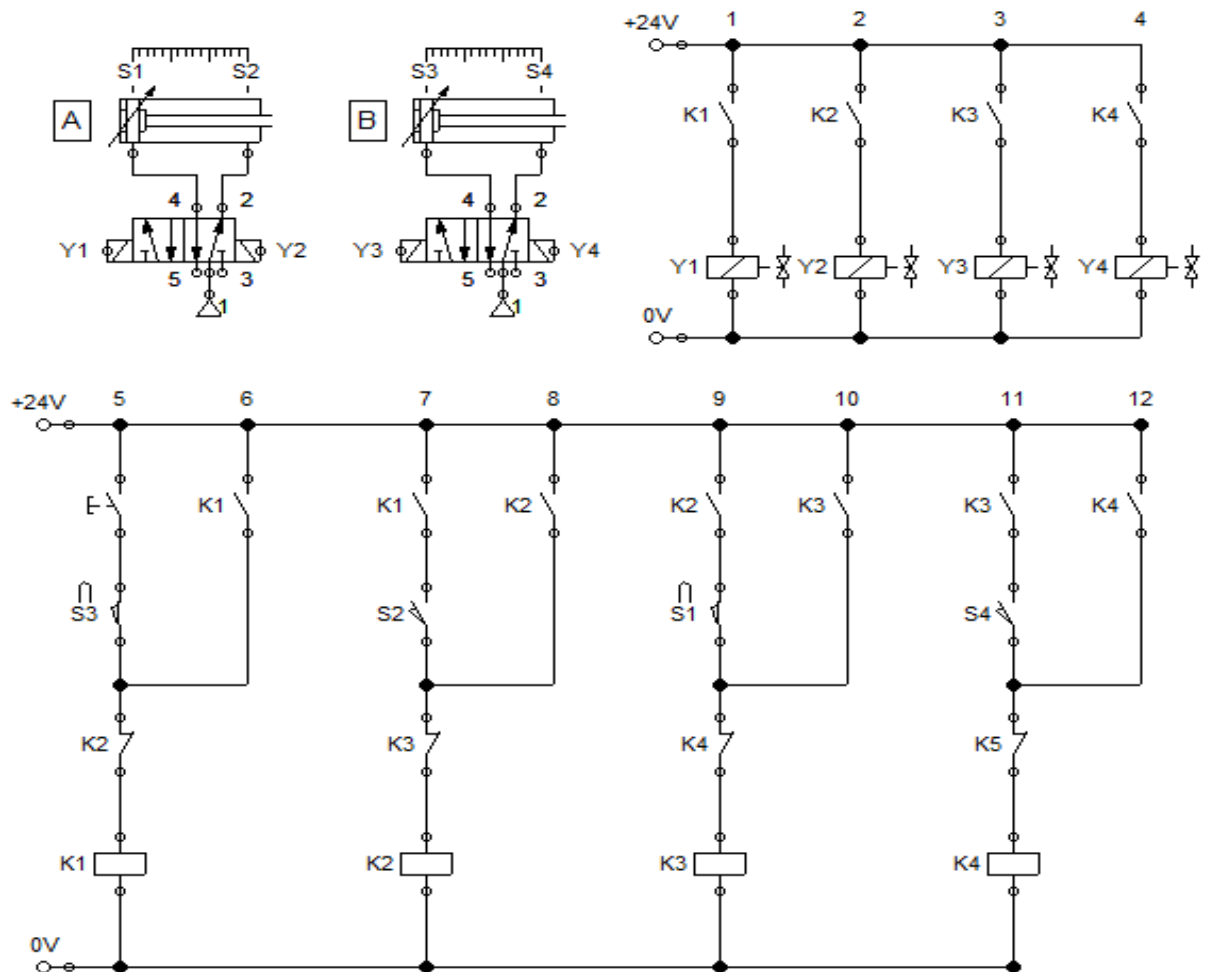 +24V 1 2 3 4
S1 S2 S3 S4
A B
K1 K2 K3 K4
4 2 4 2
Y1 Y2 Y3 Y4
Y1 Y2 Y3 Y4
5 3 5 3
1 1
0V
+24V 5 6 7 8 9 10 11 12
K1 K1 K2 K2 K3 K3 K4
S3 S2 S1 S4
K2 K3 K4 K5
K1 K2 K3 K4
0V